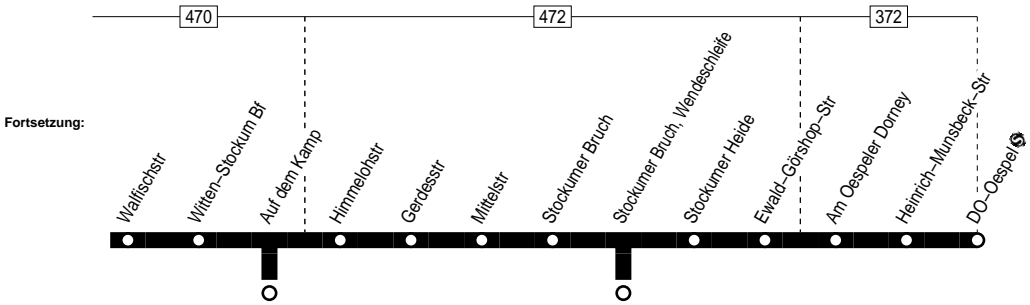 470
472
372
Fortsetzung:
Walfischstr
Witten–Stockum Bf
Auf dem Kamp
Himmelohstr
Gerdesstr
Mittelstr
Stockumer Bruch
Stockumer Bruch, Wendeschleife
Stockumer Heide
Ewald–Görshop–Str
Am Oespeler Dorney
Heinrich–Munsbeck–Str
DO–Oespel S